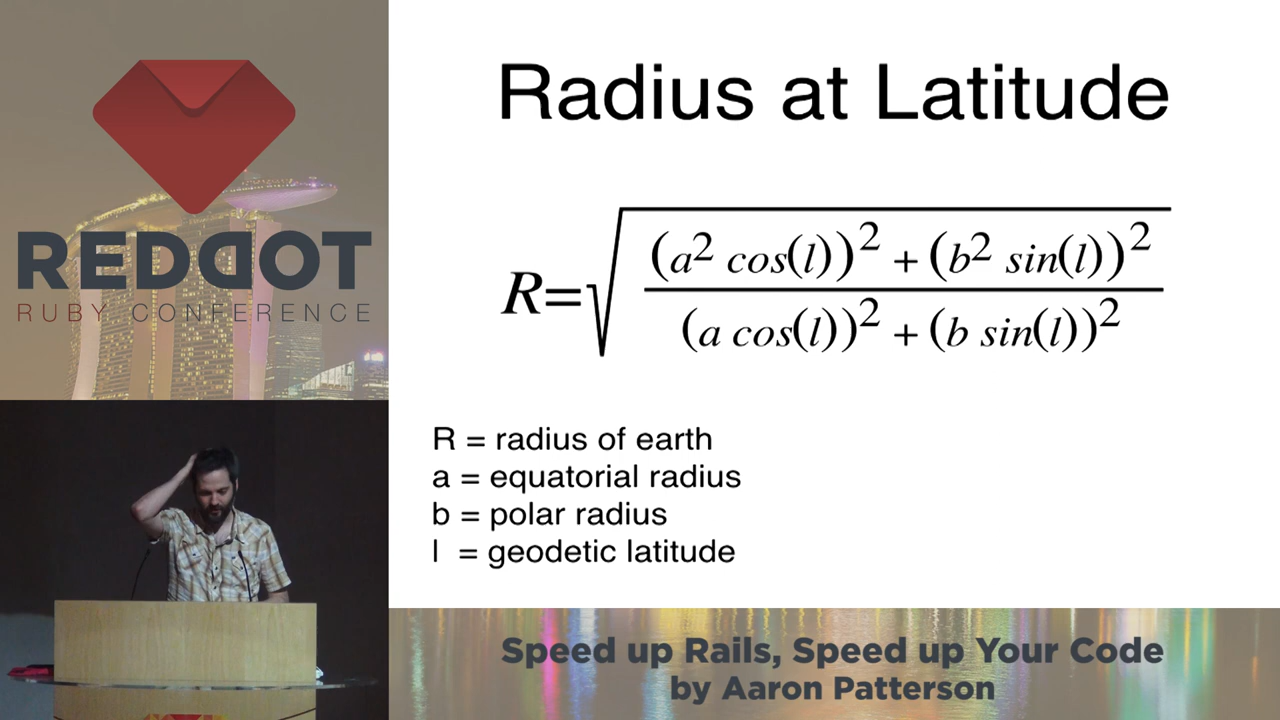 REDDOT
RUBY CONFERENCE
Radius at Latitude
R=√(((a² cos(l))² + (b² sin(l))²) / ((a cos(l))² + (b sin(l))²))
R = radius of earth
a = equatorial radius
b = polar radius
l = geodetic latitude
Speed up Rails, Speed up Your Code
by Aaron Patterson